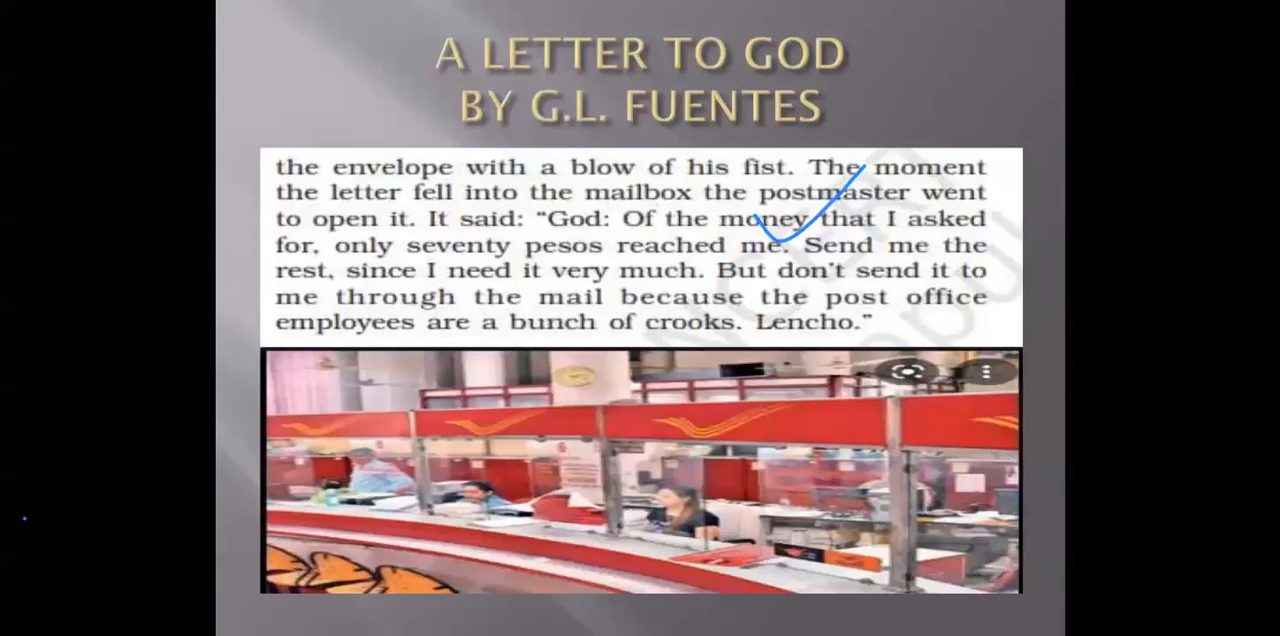 A LETTER TO GOD
BY G.L. FUENTES
the envelope with a blow of his fist. The moment
the letter fell into the mailbox the postmaster went
to open it. It said: “God: Of the money that I asked
for, only seventy pesos reached me. Send me the
rest, since I need it very much. But don’t send it to
me through the mail because the post office
employees are a bunch of crooks. Lencho.”